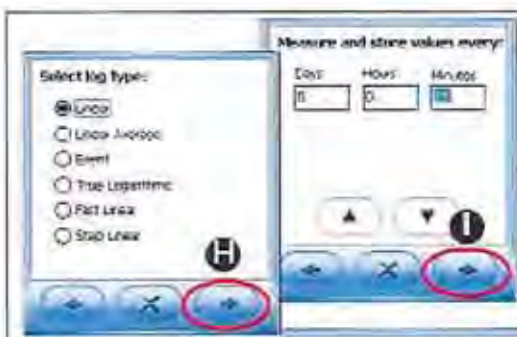 Measure and store values every:
Days Hours Minutes
0
Select log type:
Linear
Linear Average
Event
True Logarithmic
Fast Linear
Step Linear
H
I